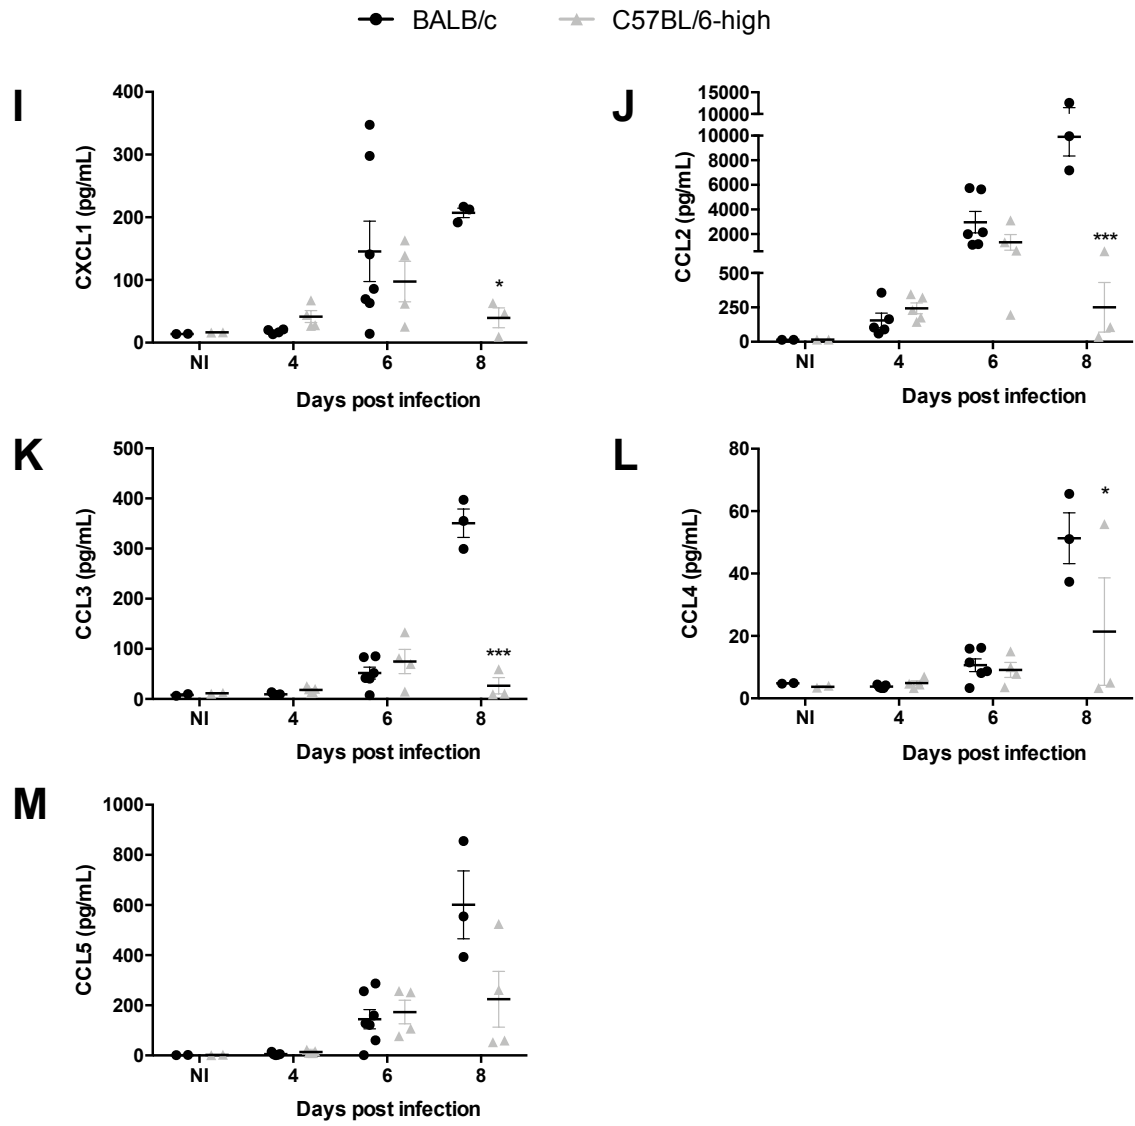 BALB/c C57BL/6-high
I
CXCL1 (pg/mL)
400
300
200
100
0
*
NI 4 6 8
Days post infection
J
CCL2 (pg/mL)
15000
10000
10000
8000
6000
4000
2000
500
250
0
***
NI 4 6 8
Days post infection
K
CCL3 (pg/mL)
500
400
300
200
100
0
***
NI 4 6 8
Days post infection
L
CCL4 (pg/mL)
80
60
40
20
0
*
NI 4 6 8
Days post infection
M
CCL5 (pg/mL)
1000
800
600
400
200
0
NI 4 6 8
Days post infection